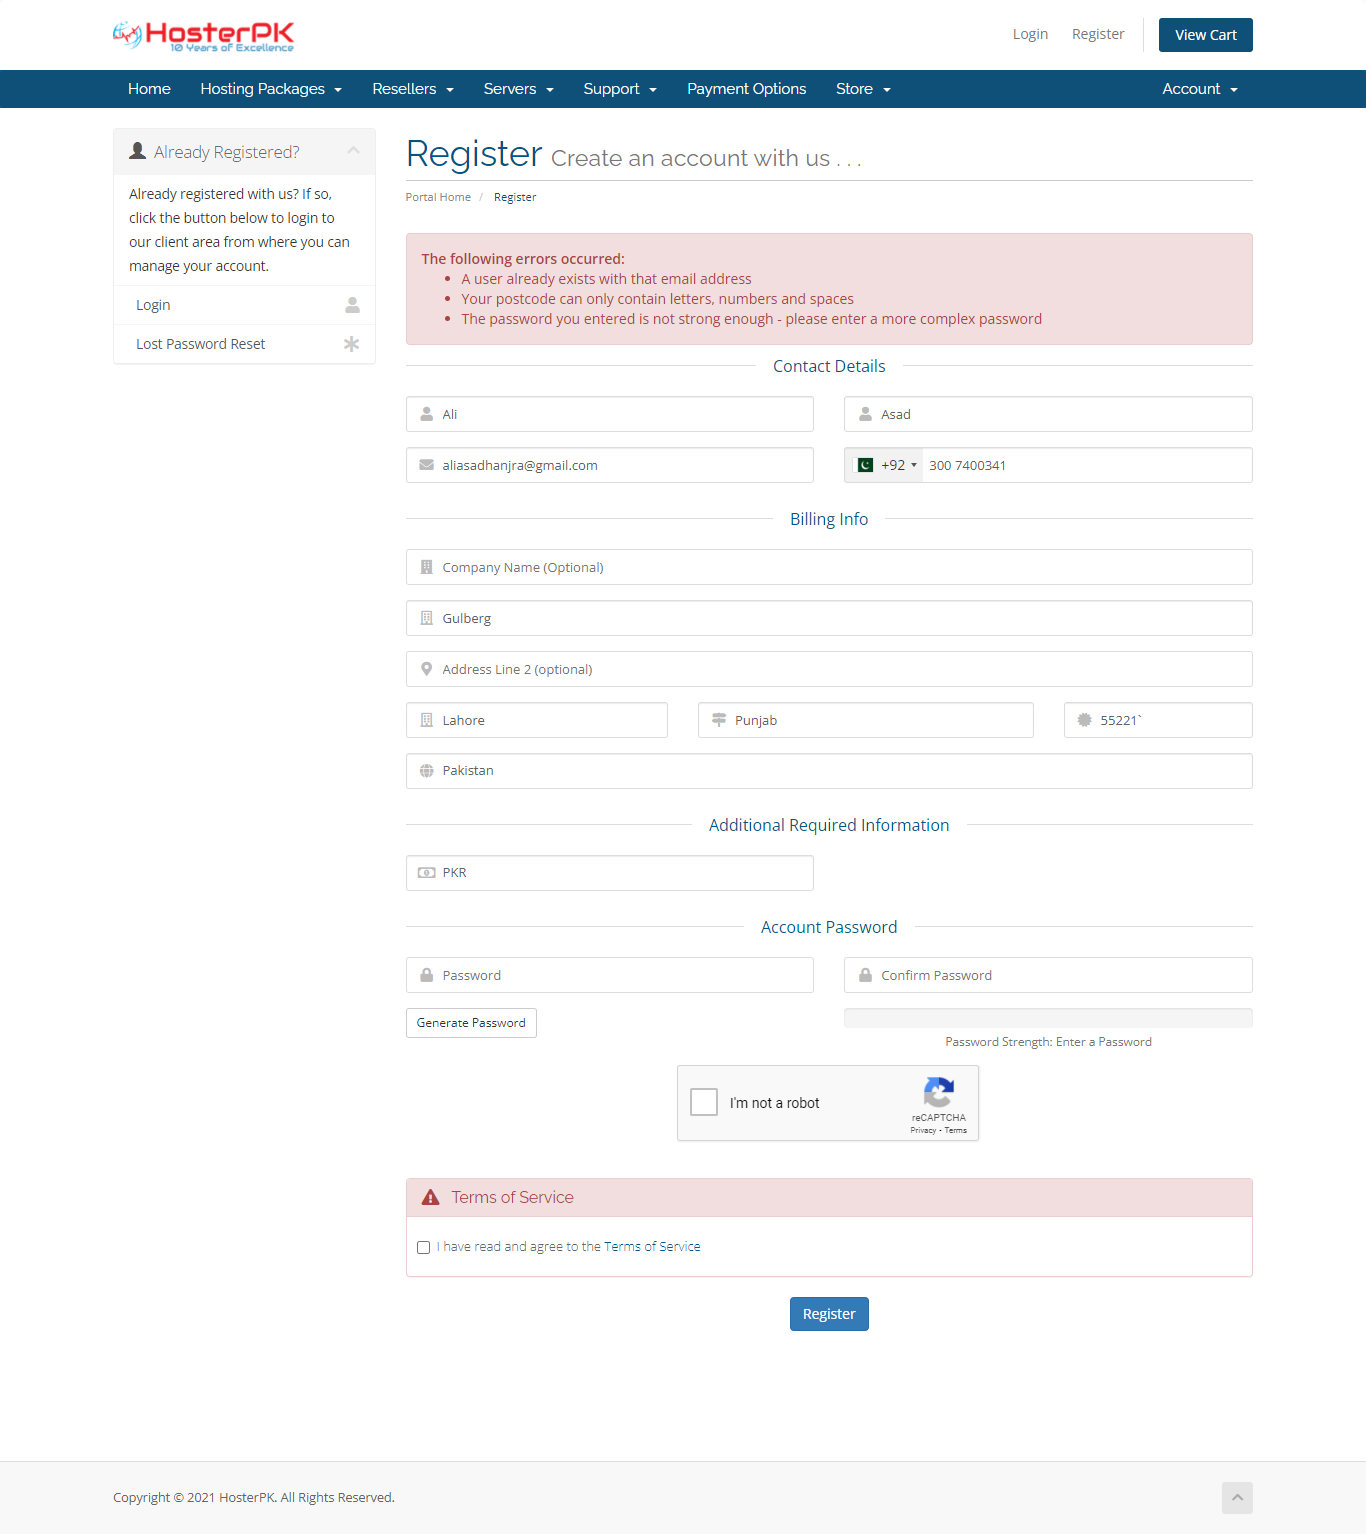 HosterPK
10 Years of Excellence
Login Register View Cart
Home Hosting Packages Resellers Servers Support Payment Options Store Account
Already Registered?
Already registered with us? If so,
click the button below to login to
our client area from where you can
manage your account.
Login
Lost Password Reset
Register Create an account with us . . .
Portal Home / Register
The following errors occurred:
• A user already exists with that email address
• Your postcode can only contain letters, numbers and spaces
• The password you entered is not strong enough - please enter a more complex password
Contact Details
Ali Asad
aliasadhanjra@gmail.com +92 300 7400341
Billing Info
Company Name (Optional)
Gulberg
Address Line 2 (optional)
Lahore Punjab 55221`
Pakistan
Additional Required Information
PKR
Account Password
Password Confirm Password
Generate Password
Password Strength: Enter a Password
I'm not a robot
reCAPTCHA
Privacy - Terms
Terms of Service
I have read and agree to the Terms of Service
Register
Copyright © 2021 HosterPK. All Rights Reserved.